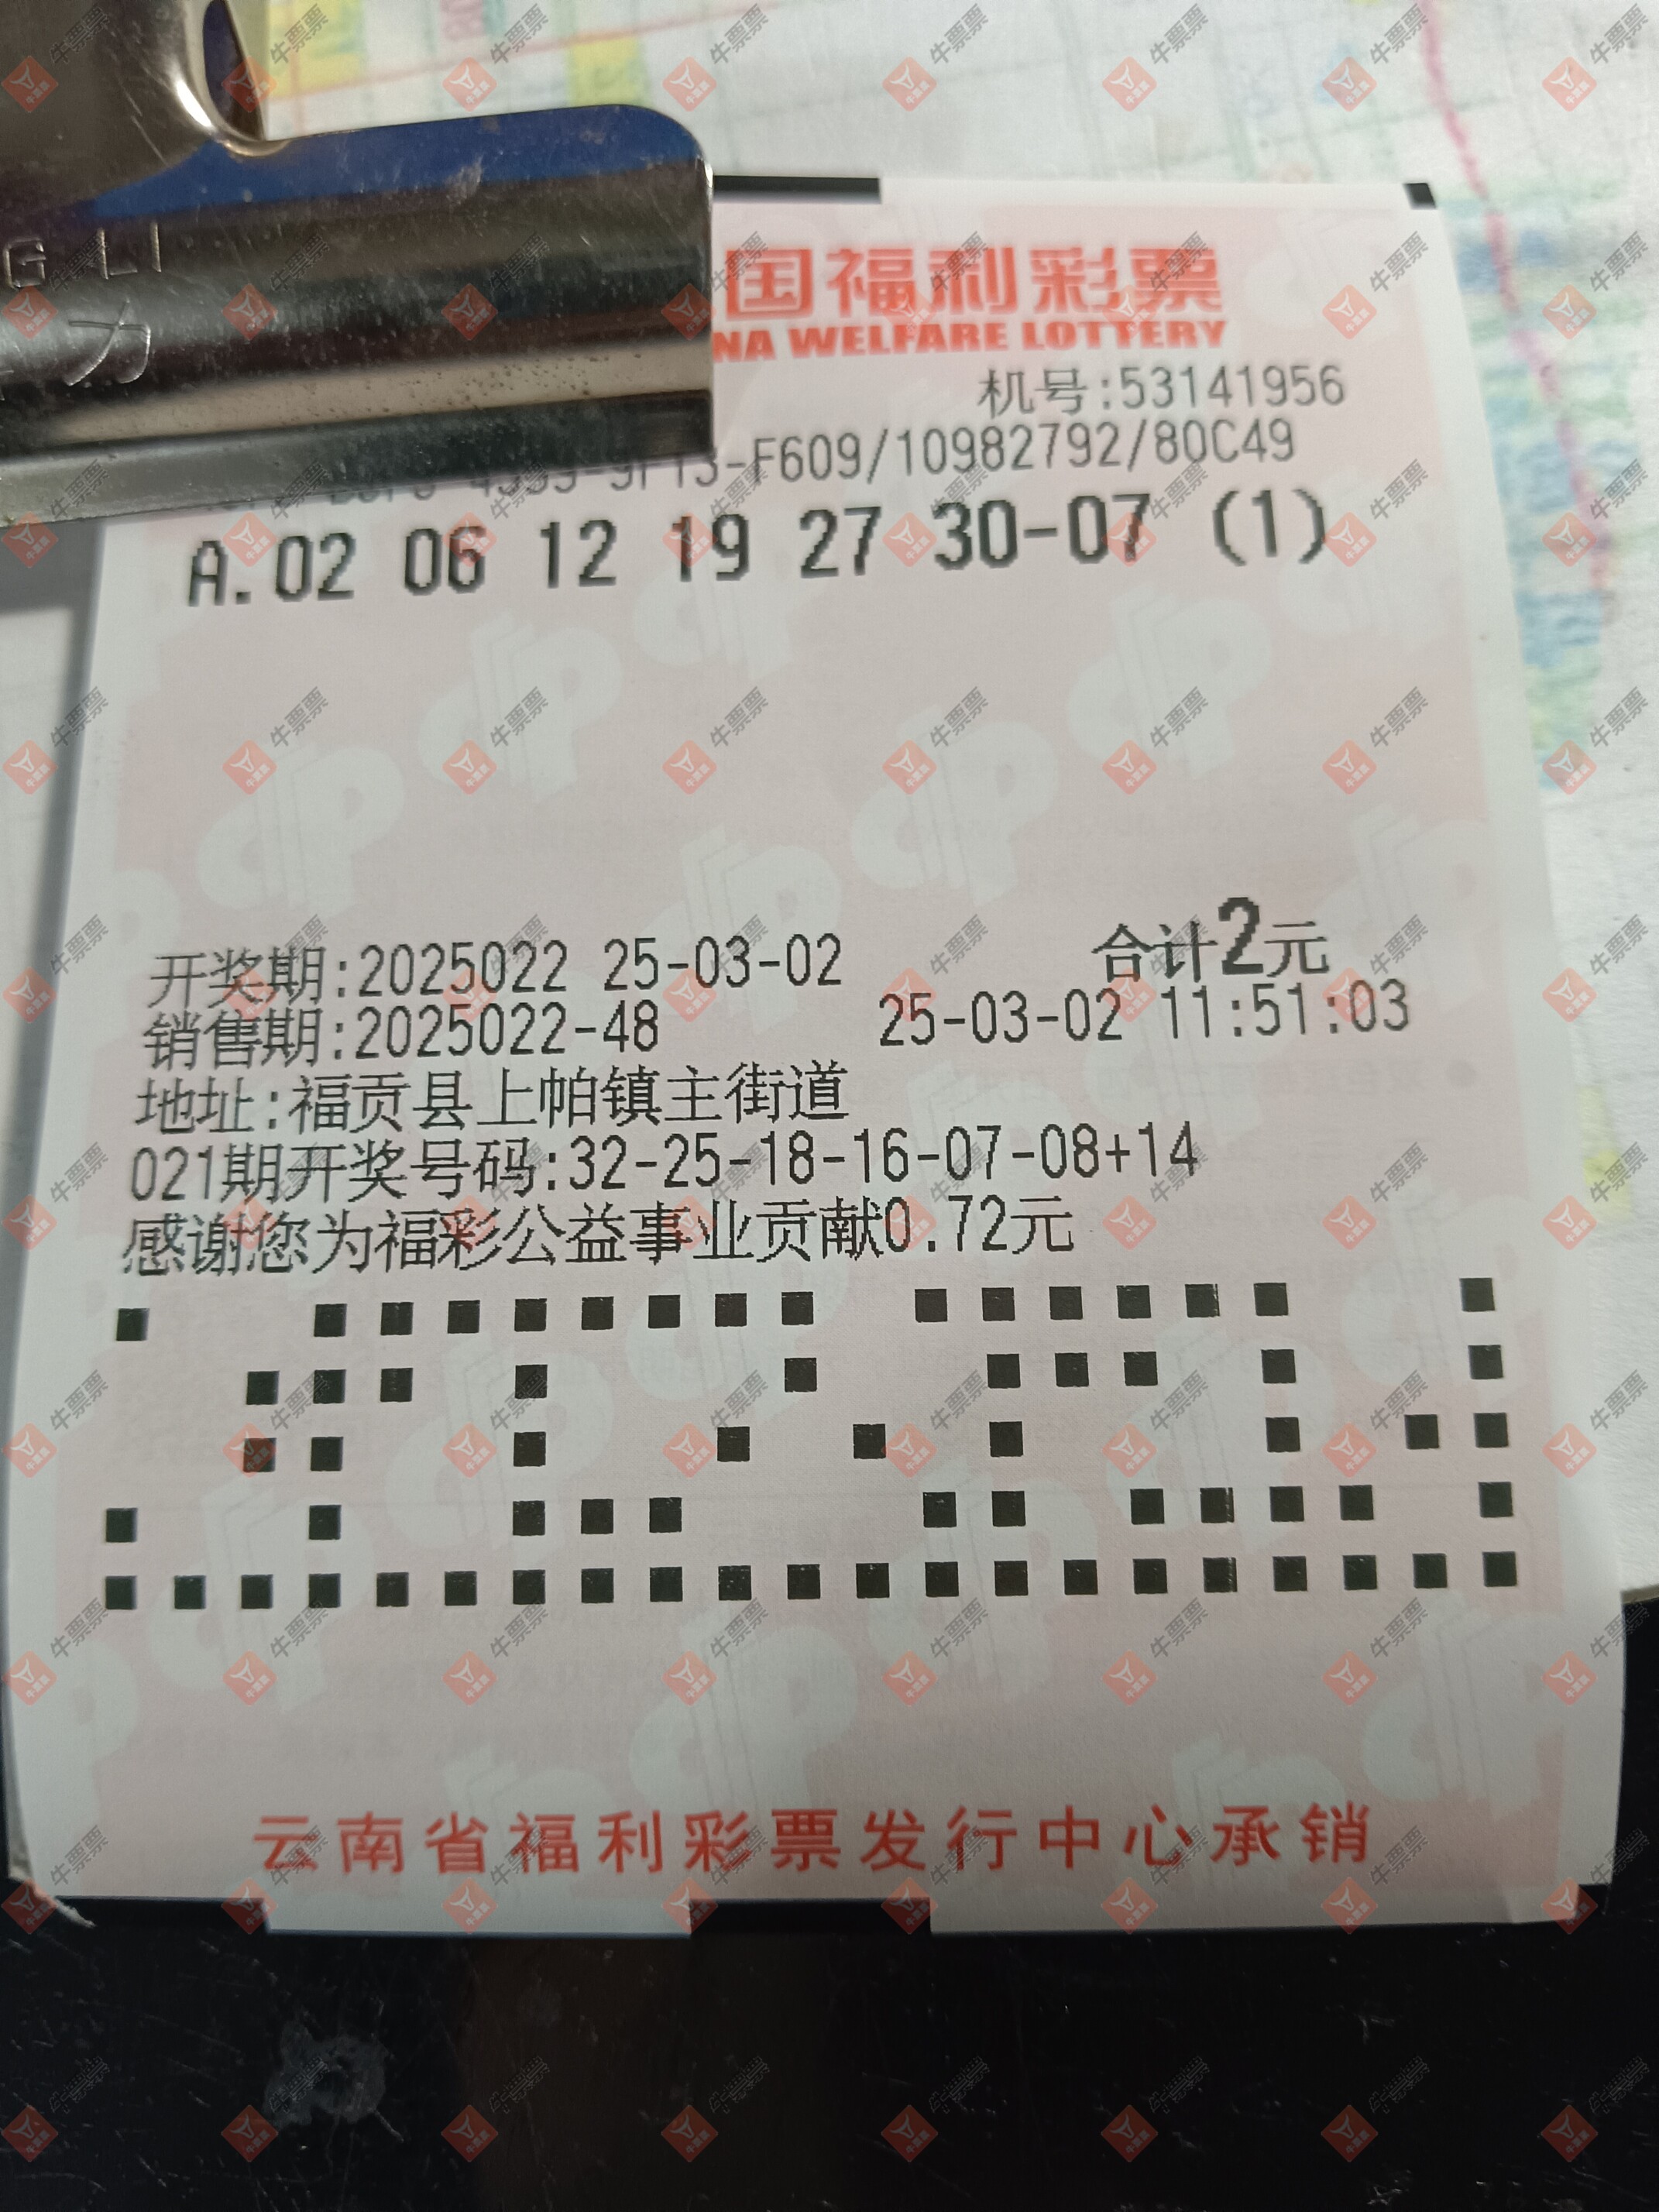 GLI
力
国福利彩票
NA WELFARE LOTTERY
机号:53141956
-F609/10982792/80C49
A.02 06 12 19 27 30-07 (1)
开奖期:2025022 25-03-02 合计2元
销售期:2025022-48 25-03-02 11:51:03
地址:福贡县上帕镇主街道
021期开奖号码:32-25-18-16-07-08+14
感谢您为福彩公益事业贡献0.72元
云南省福利彩票发行中心承销
牛票票